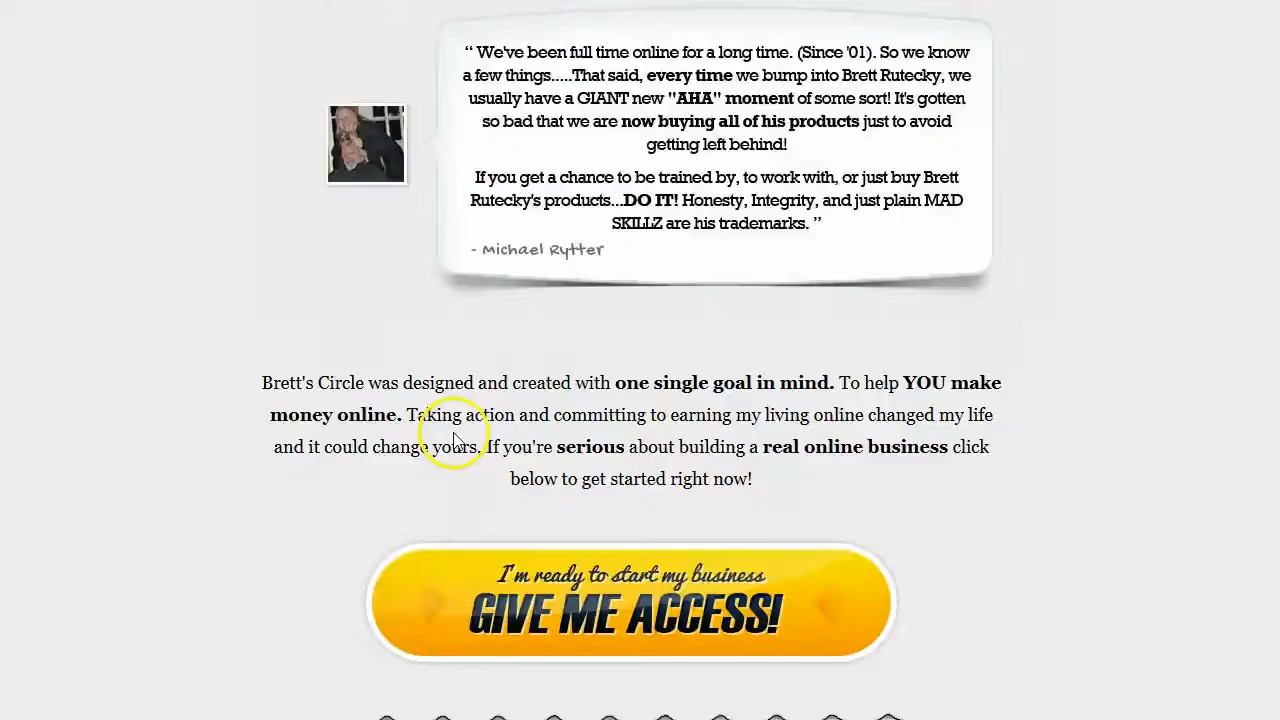 “ We've been full time online for a long time. (Since '01). So we know
a few things.....That said, every time we bump into Brett Rutecky, we
usually have a GIANT new "AHA" moment of some sort! It's gotten
so bad that we are now buying all of his products just to avoid
getting left behind!
If you get a chance to be trained by, to work with, or just buy Brett
Rutecky's products...DO IT! Honesty, Integrity, and just plain MAD
SKILLZ are his trademarks. ”
- Michael Rytter
Brett's Circle was designed and created with one single goal in mind. To help YOU make
money online. Taking action and committing to earning my living online changed my life
and it could change yours. If you're serious about building a real online business click
below to get started right now!
I'm ready to start my business
GIVE ME ACCESS!